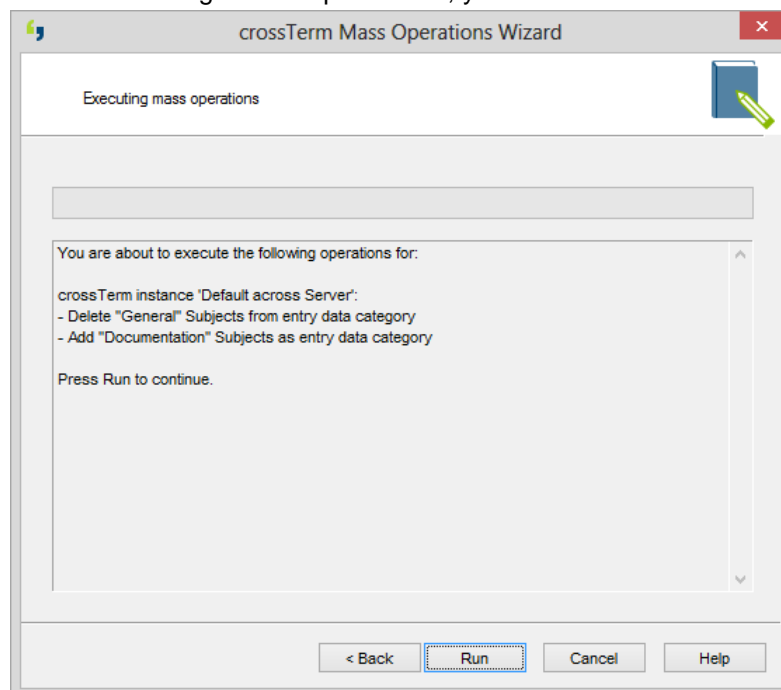 crossTerm Mass Operations Wizard
Executing mass operations
You are about to execute the following operations for:
crossTerm instance 'Default across Server':
- Delete "General" Subjects from entry data category
- Add "Documentation" Subjects as entry data category
Press Run to continue.
< Back Run Cancel Help